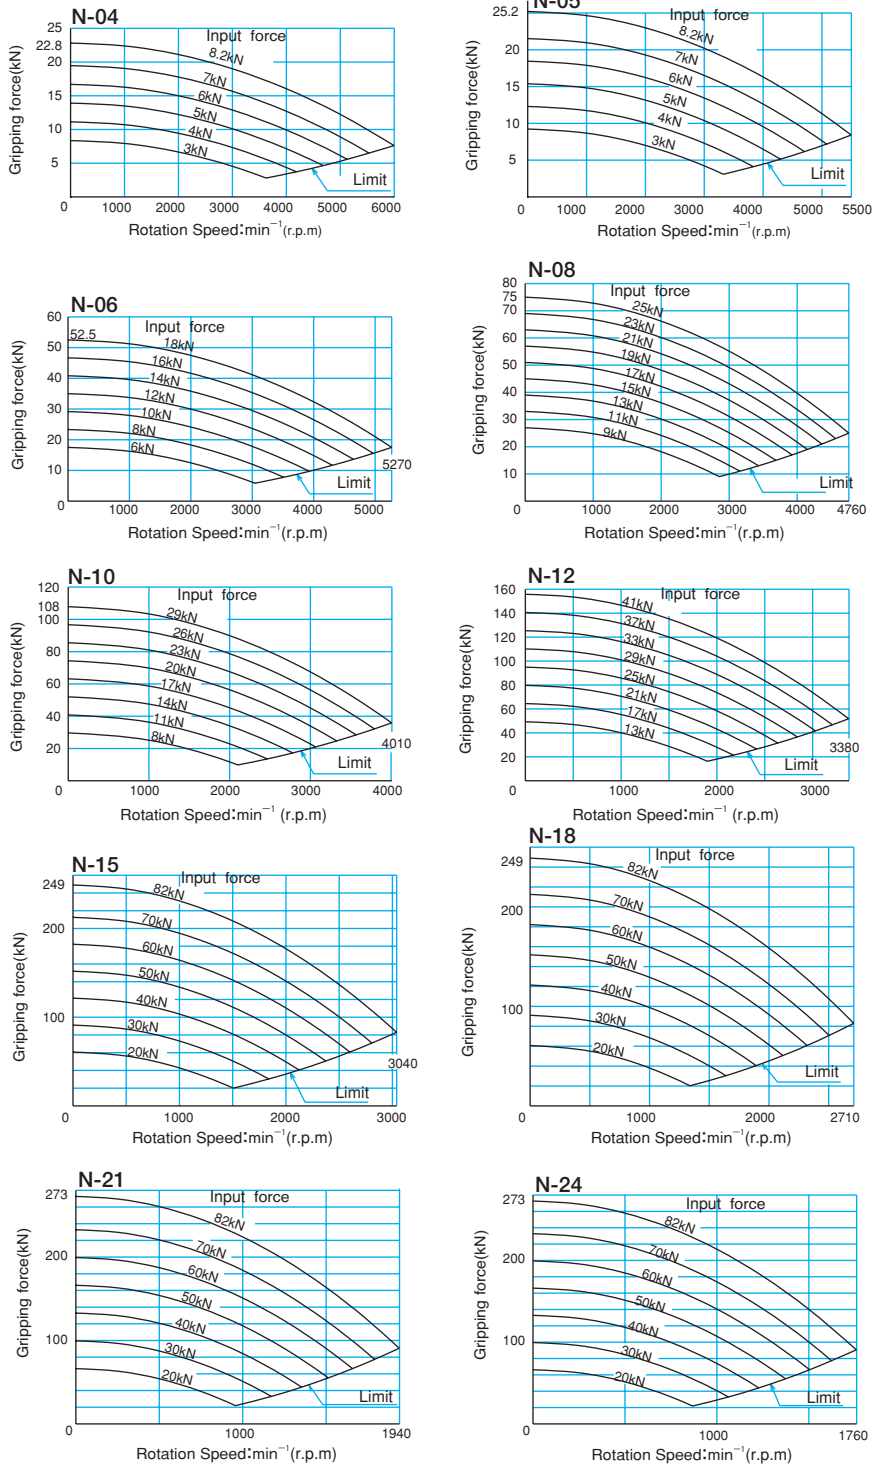 N-04
Gripping force(kN)
25
22.8
20
15
10
5
0
Input force
8.2kN
7kN
6kN
5kN
4kN
3kN
Limit
1000 2000 3000 4000 5000 6000
Rotation Speed:min⁻¹(r.p.m)
N-05
Gripping force(kN)
25.2
20
15
10
5
0
Input force
8.2kN
7kN
6kN
5kN
4kN
3kN
Limit
1000 2000 3000 4000 5000 5500
Rotation Speed:min⁻¹(r.p.m)
N-06
Gripping force(kN)
60
52.5
50
40
30
20
10
0
Input force
18kN
16kN
14kN
12kN
10kN
8kN
6kN
5270
Limit
1000 2000 3000 4000 5000
Rotation Speed:min⁻¹(r.p.m)
N-08
Gripping force(kN)
80
75
70
60
50
40
30
20
10
0
Input force
25kN
23kN
21kN
19kN
17kN
15kN
13kN
11kN
9kN
Limit
1000 2000 3000 4000 4760
Rotation Speed:min⁻¹(r.p.m)
N-10
Gripping force(kN)
120
108
100
80
60
40
20
0
Input force
29kN
26kN
23kN
20kN
17kN
14kN
11kN
8kN
4010
Limit
1000 2000 3000 4000
Rotation Speed:min⁻¹ (r.p.m)
N-12
Gripping force(kN)
160
140
120
100
80
60
40
20
0
Input force
41kN
37kN
33kN
29kN
25kN
21kN
17kN
13kN
3380
Limit
1000 2000 3000
Rotation Speed:min⁻¹ (r.p.m)
N-15
Gripping force(kN)
249
200
100
0
Input force
82kN
70kN
60kN
50kN
40kN
30kN
20kN
3040
Limit
1000 2000 3000
Rotation Speed:min⁻¹(r.p.m)
N-18
Gripping force(kN)
249
200
100
0
Input force
82kN
70kN
60kN
50kN
40kN
30kN
20kN
Limit
1000 2000 2710
Rotation Speed:min⁻¹(r.p.m)
N-21
Gripping force(kN)
273
200
100
0
Input force
82kN
70kN
60kN
50kN
40kN
30kN
20kN
Limit
1000 1940
Rotation Speed:min⁻¹(r.p.m)
N-24
Gripping force(kN)
273
200
100
0
Input force
82kN
70kN
60kN
50kN
40kN
30kN
20kN
Limit
1000 1760
Rotation Speed:min⁻¹(r.p.m)